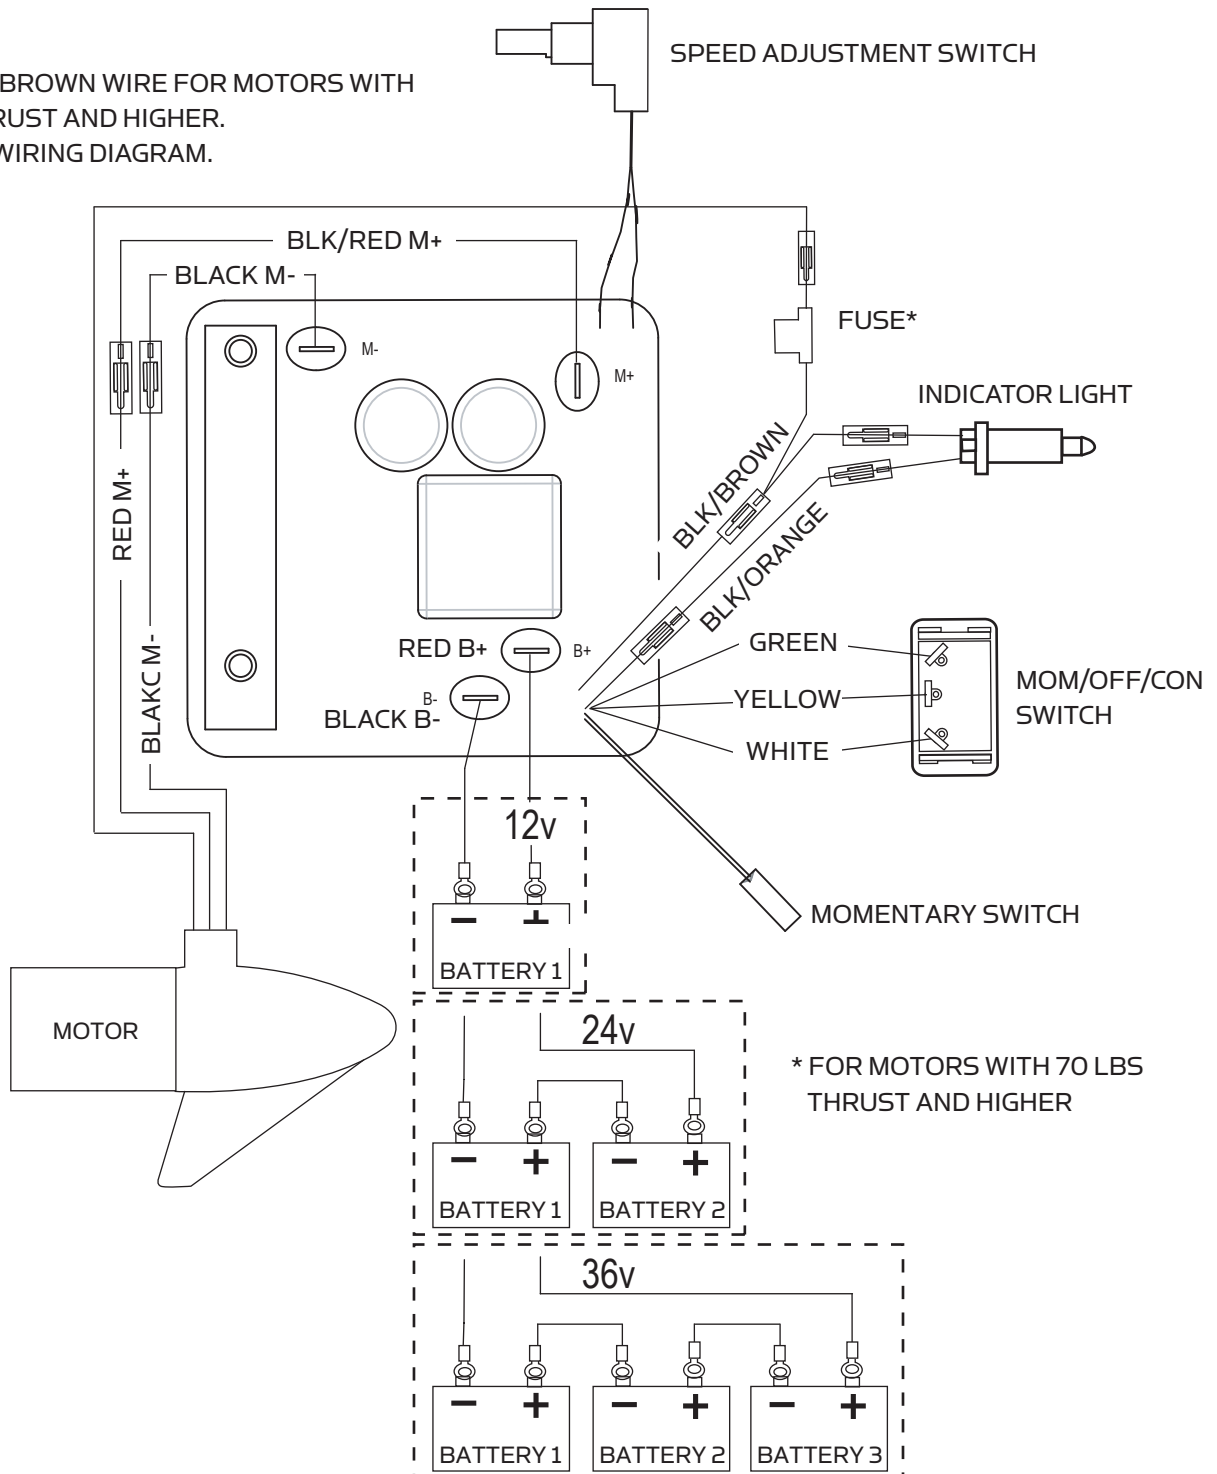 SPEED ADJUSTMENT SWITCH
BROWN WIRE FOR MOTORS WITH
RUST AND HIGHER.
WIRING DIAGRAM.
BLK/RED M+
BLACK M-
FUSE*
M-
M+
INDICATOR LIGHT
BLK/BROWN
RED M+
BLK/ORANGE
GREEN
RED B+
B+
MOM/OFF/CON
SWITCH
YELLOW
B-
BLACK B-
BLAKC M-
WHITE
12v
MOMENTARY SWITCH
− +
BATTERY 1
MOTOR
24v
* FOR MOTORS WITH 70 LBS
THRUST AND HIGHER
− + − +
BATTERY 1 BATTERY 2
36v
− + − + − +
BATTERY 1 BATTERY 2 BATTERY 3